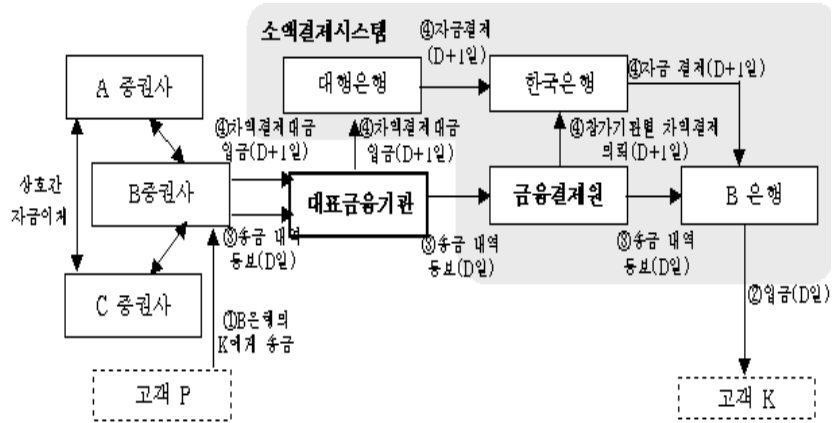 소액결제시스템
④자금결제
(D+1일)
A 증권사
대행은행
한국은행
④자금 결제(D+1일)
④차액결제대금
입금(D+1일)
④차액결제대금
입금(D+1일)
④참가기관별 차액결제
의뢰(D+1일)
상호간
자금이체
B증권사
대표금융기관
금융결제원
B 은행
③송금 내역
통보(D일)
③송금 내역
통보(D일)
③송금 내역
통보(D일)
C 증권사
②입금(D일)
①B은행의
K에게 송금
고객 P
고객 K